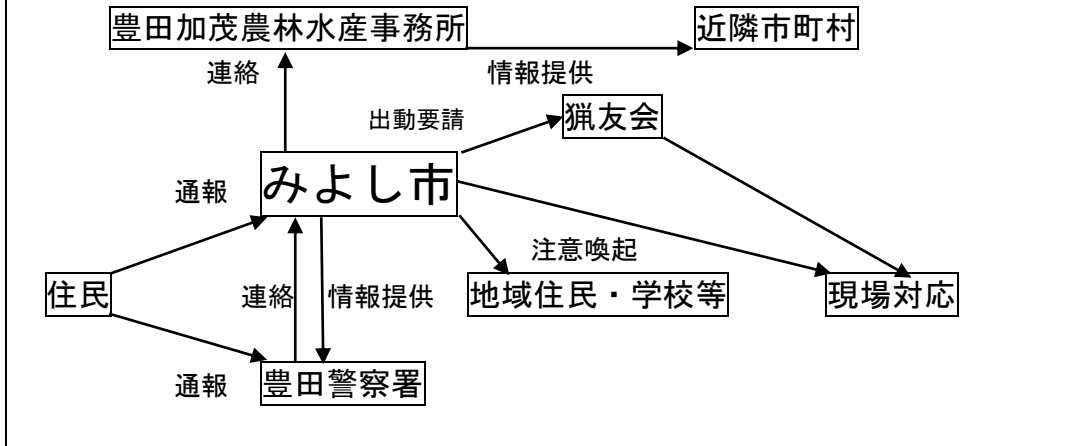 豊田加茂農林水産事務所
近隣市町村
連絡
情報提供
出動要請
猟友会
通報
みよし市
注意喚起
住民
連絡
情報提供
地域住民・学校等
現場対応
通報
豊田警察署